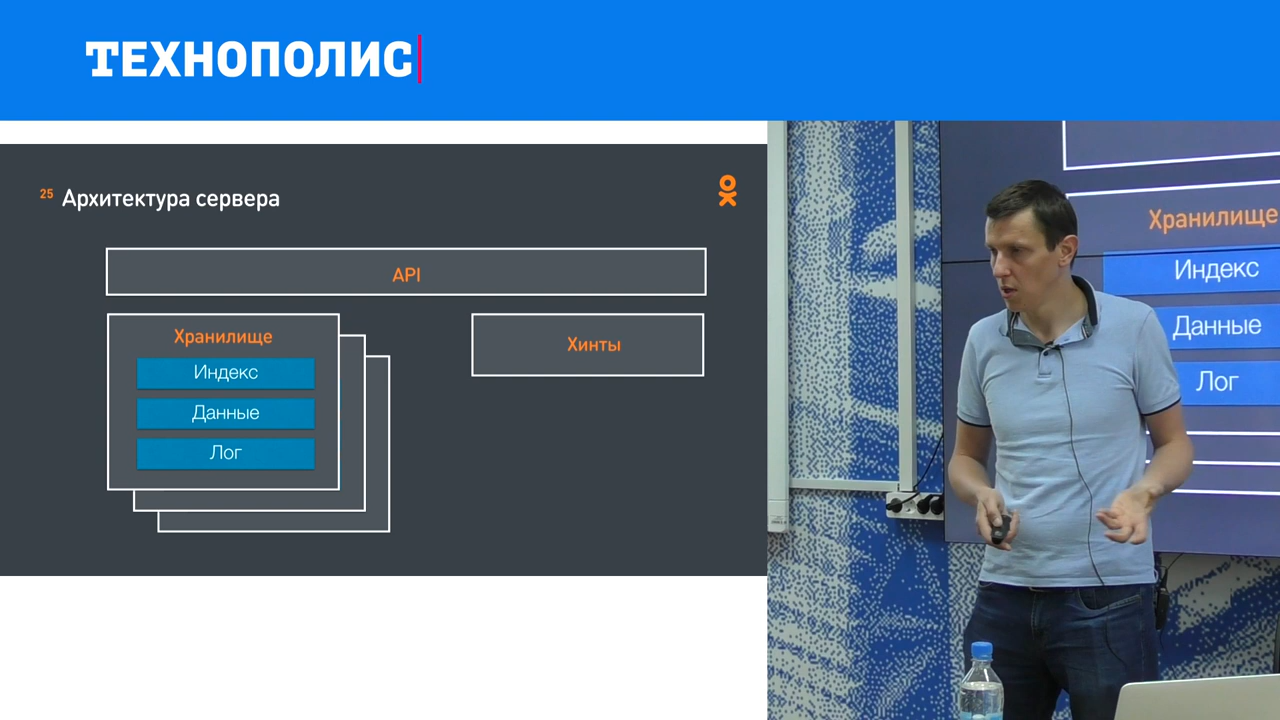 ТЕХНОПОЛИС
25 Архитектура сервера
API
Хранилище
Индекс
Данные
Лог
Хинты
Хранилище
Индекс
Данные
Лог